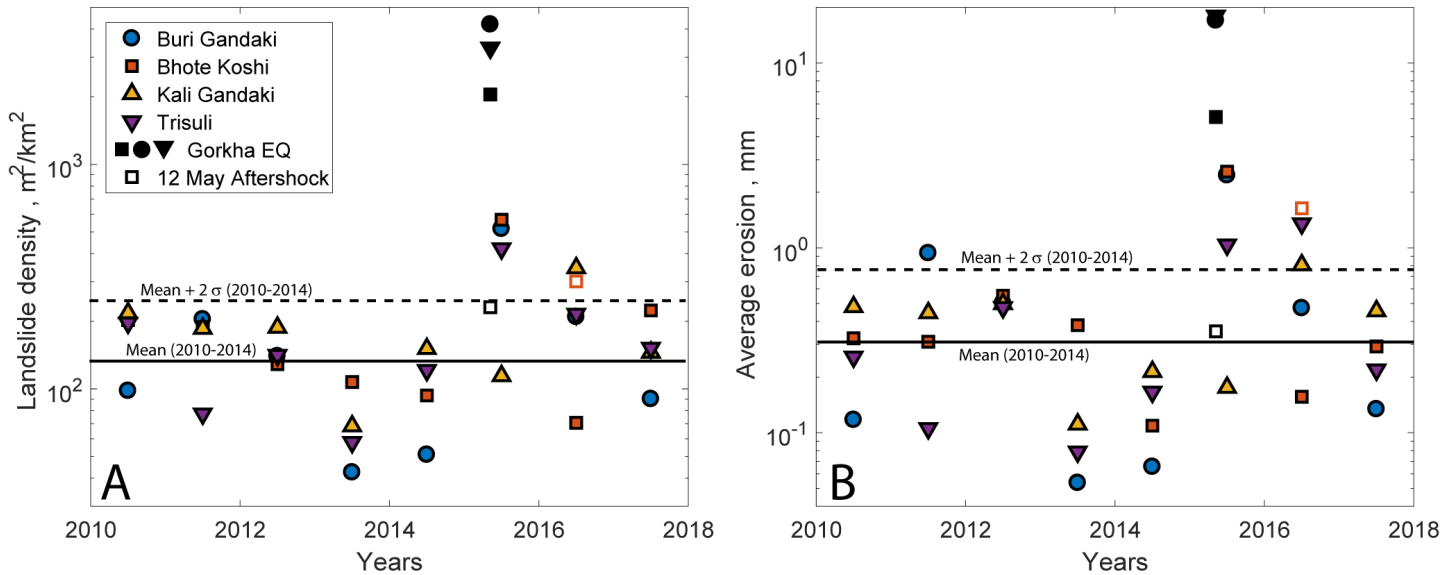 Landslide density , m²/km²
10³
10²
Buri Gandaki
Bhote Koshi
Kali Gandaki
Trisuli
Gorkha EQ
12 May Aftershock
Mean + 2 σ (2010-2014)
Mean (2010-2014)
A
2010 2012 2014 2016 2018
Years
Average erosion , mm
10¹
10⁰
10⁻¹
Mean + 2 σ (2010-2014)
Mean (2010-2014)
B
2010 2012 2014 2016 2018
Years